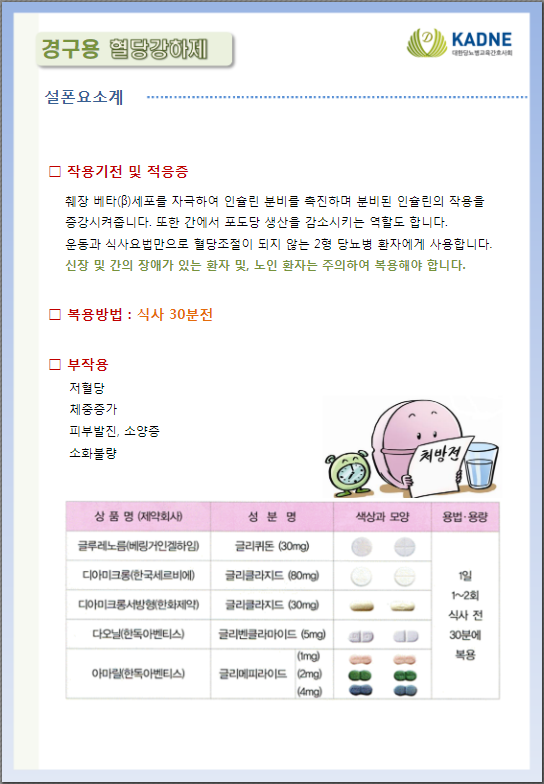 경구용 혈당강하제
KADNE
대한당뇨병교육간호사회
설폰요소계
□ 작용기전 및 적응증
췌장 베타(β)세포를 자극하여 인슐린 분비를 촉진하며 분비된 인슐린의 작용을
증강시켜줍니다. 또한 간에서 포도당 생산을 감소시키는 역할도 합니다.
운동과 식사요법만으로 혈당조절이 되지 않는 2형 당뇨병 환자에게 사용합니다.
신장 및 간의 장애가 있는 환자 및, 노인 환자는 주의하여 복용해야 합니다.
□ 복용방법 : 식사 30분전
□ 부작용
저혈당
체중증가
피부발진, 소양증
소화불량
처방전
상 품 명 (제약회사) 성 분 명 색상과 모양 용법·용량
글루레노름(베링거인겔하임) 글리퀴돈 (30mg)
디아미크롱(한국세르비에) 글리클라지드 (80mg)
디아미크롱서방형(한화제약) 글리클라지드 (30mg)
다오닐(한독아벤티스) 글리벤클라마이드 (5mg)
아마릴(한독아벤티스) 글리메피라이드 (1mg)
(2mg)
(4mg)
1일
1~2회
식사 전
30분에
복용